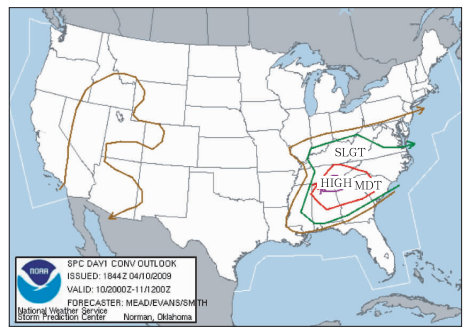 SLGT
HIGH MDT
SPC DAY1 CONV OUTLOOK
ISSUED: 1844Z 04/10/2009
VALID: 10/2000Z-11/1200Z
FORECASTER: MEAD/EVANS/SMITH
National Weather Service
Storm Prediction Center Norman, Oklahoma
NOAA